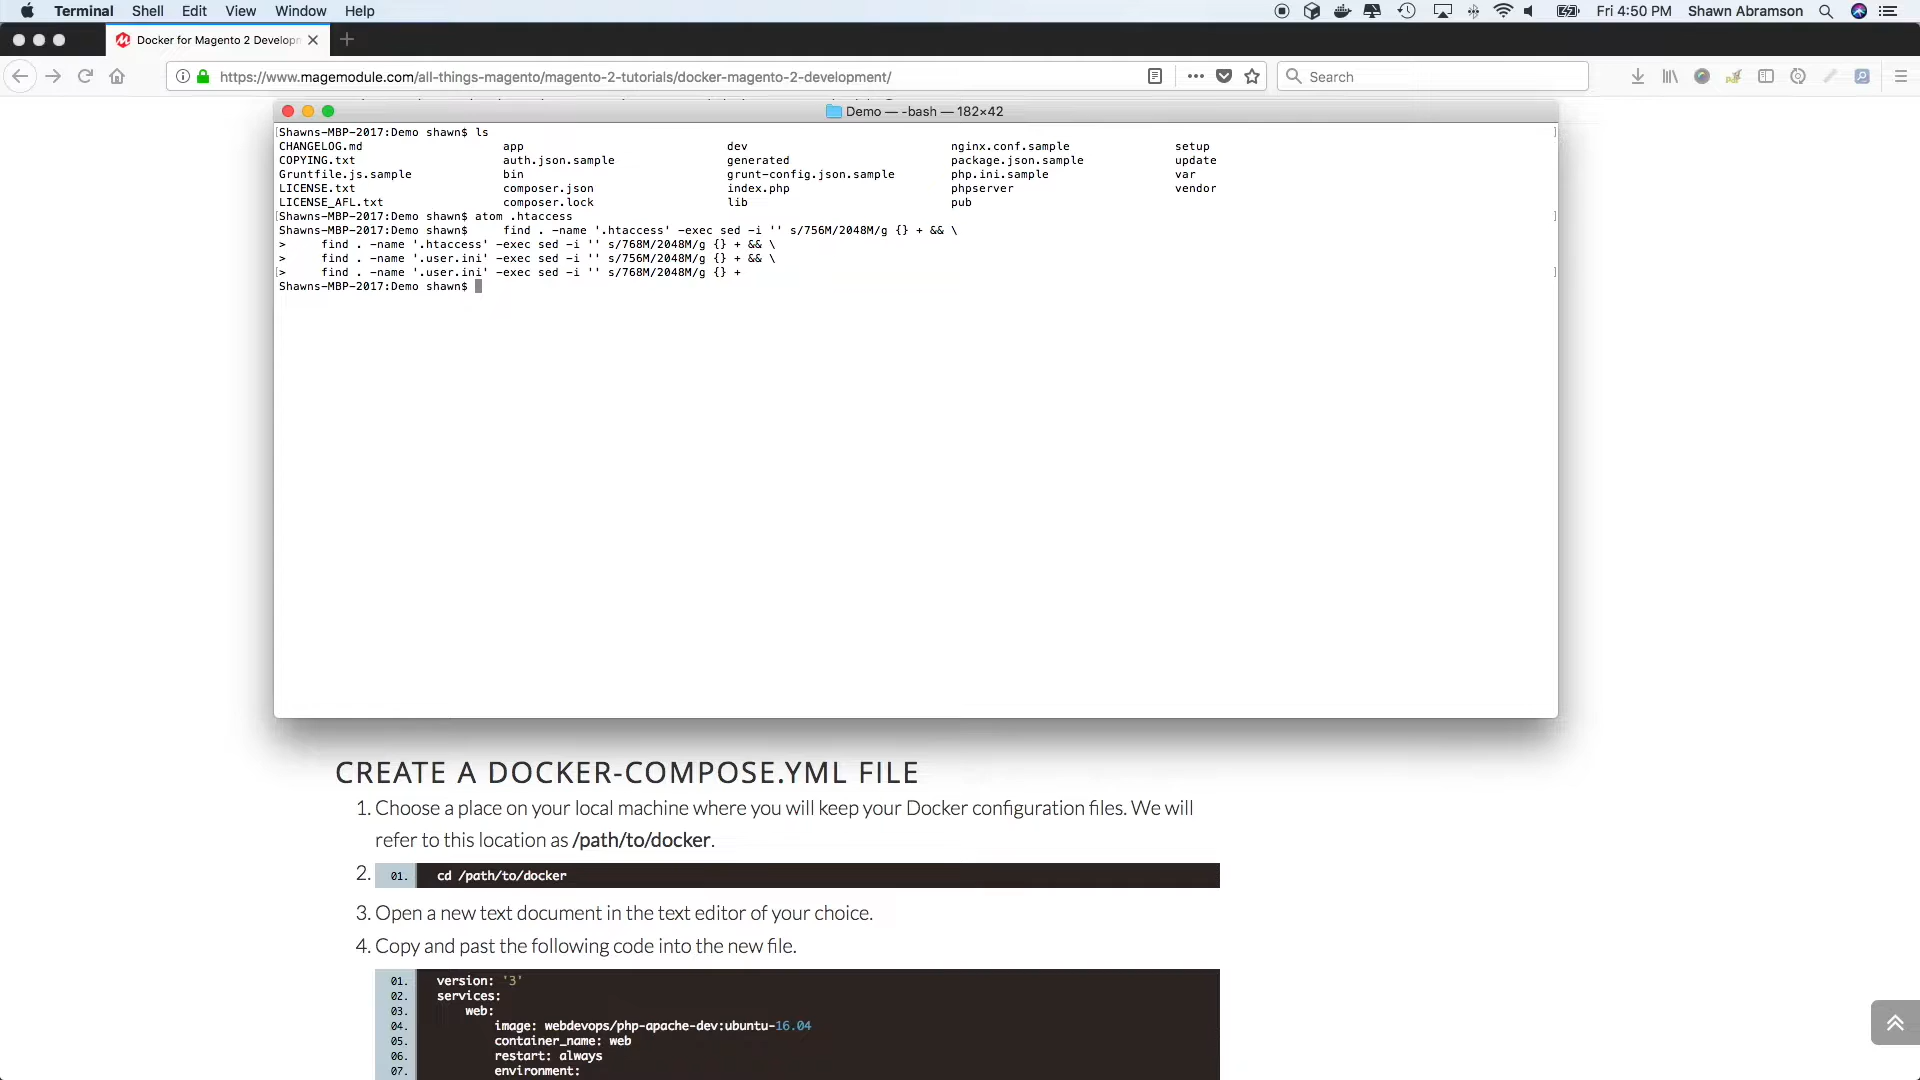 Terminal Shell Edit View Window Help Fri 4:50 PM Shawn Abramson
Docker for Magento 2 Develop
https://www.magemodule.com/all-things-magento/magento-2-tutorials/docker-magento-2-development/ Search
Demo — -bash — 182×42
Shawns-MBP-2017:Demo shawn$ ls
CHANGELOG.md app dev nginx.conf.sample setup
COPYING.txt auth.json.sample generated package.json.sample update
Gruntfile.js.sample bin grunt-config.json.sample php.ini.sample var
LICENSE.txt composer.json index.php phpserver vendor
LICENSE_AFL.txt composer.lock lib pub
Shawns-MBP-2017:Demo shawn$ atom .htaccess
Shawns-MBP-2017:Demo shawn$ find . -name '.htaccess' -exec sed -i '' s/756M/2048M/g {} + && \
> find . -name '.htaccess' -exec sed -i '' s/768M/2048M/g {} + && \
> find . -name '.user.ini' -exec sed -i '' s/756M/2048M/g {} + && \
> find . -name '.user.ini' -exec sed -i '' s/768M/2048M/g {} +
Shawns-MBP-2017:Demo shawn$
CREATE A DOCKER-COMPOSE.YML FILE
1. Choose a place on your local machine where you will keep your Docker configuration files. We will
refer to this location as /path/to/docker.
2. 01. cd /path/to/docker
3. Open a new text document in the text editor of your choice.
4. Copy and past the following code into the new file.
01. version: '3'
02. services:
03. web:
04. image: webdevops/php-apache-dev:ubuntu-16.04
05. container_name: web
06. restart: always
07. environment: